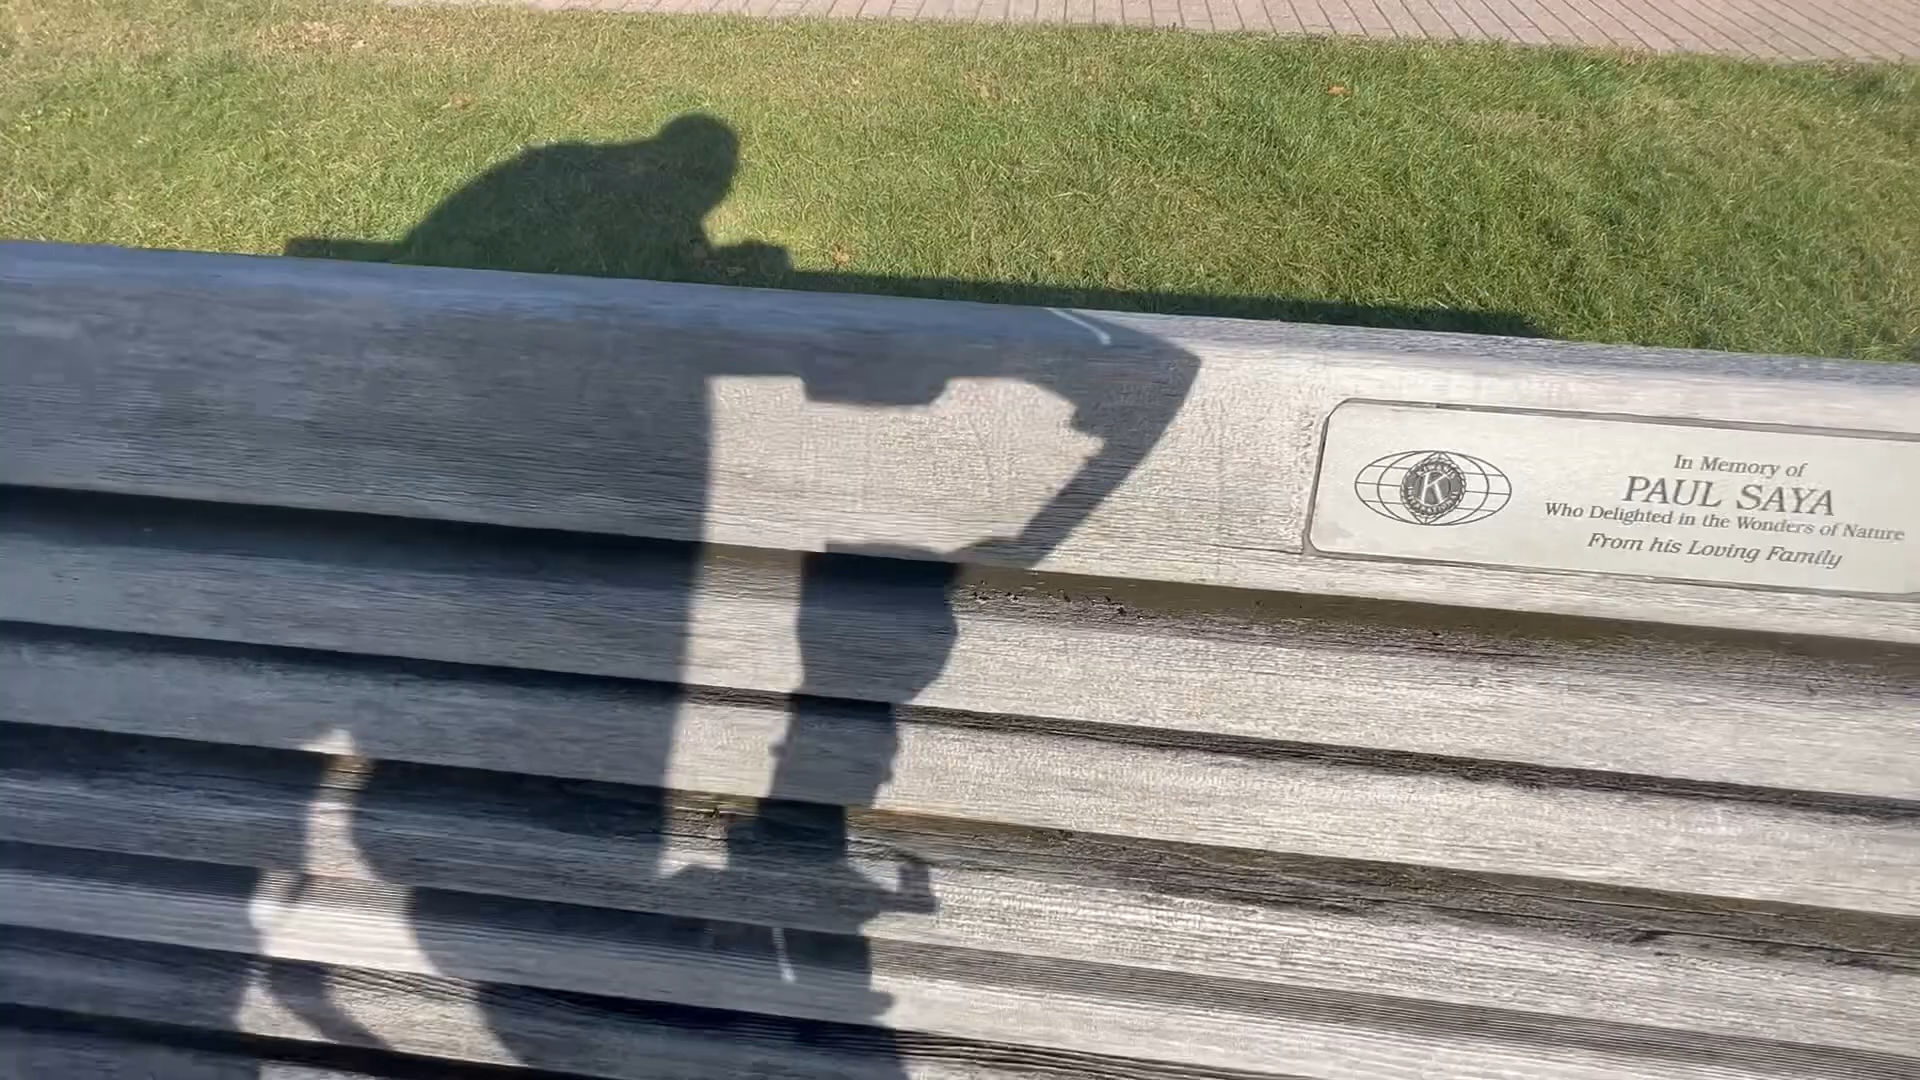 In Memory of
PAUL SAYA
Who Delighted in the Wonders of Nature
From his Loving Family
K